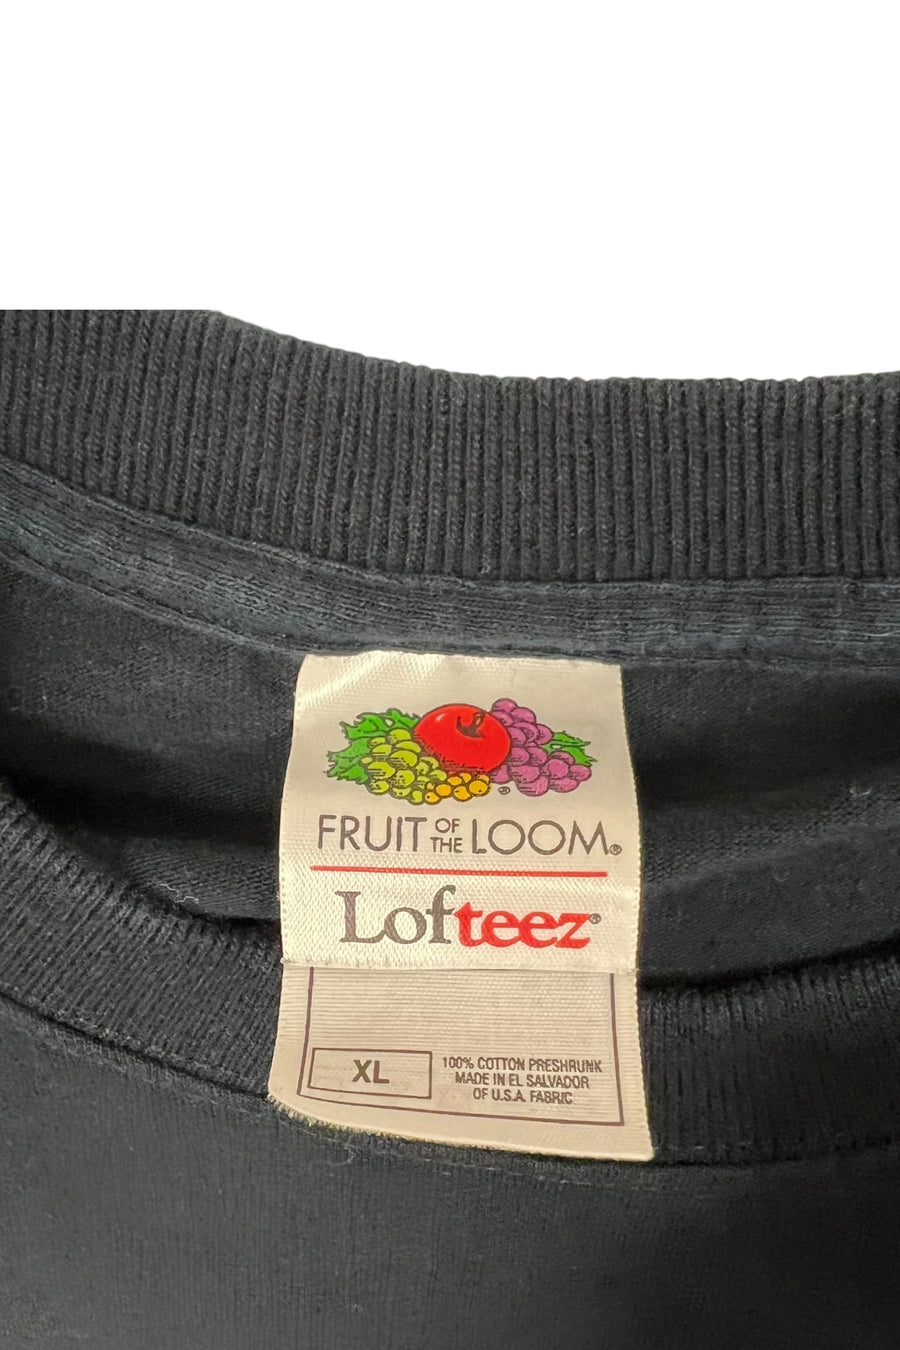 FRUIT OF THE LOOM®
Lofteez®
XL
100% COTTON PRESHRUNK
MADE IN EL SALVADOR
OF U.S.A. FABRIC